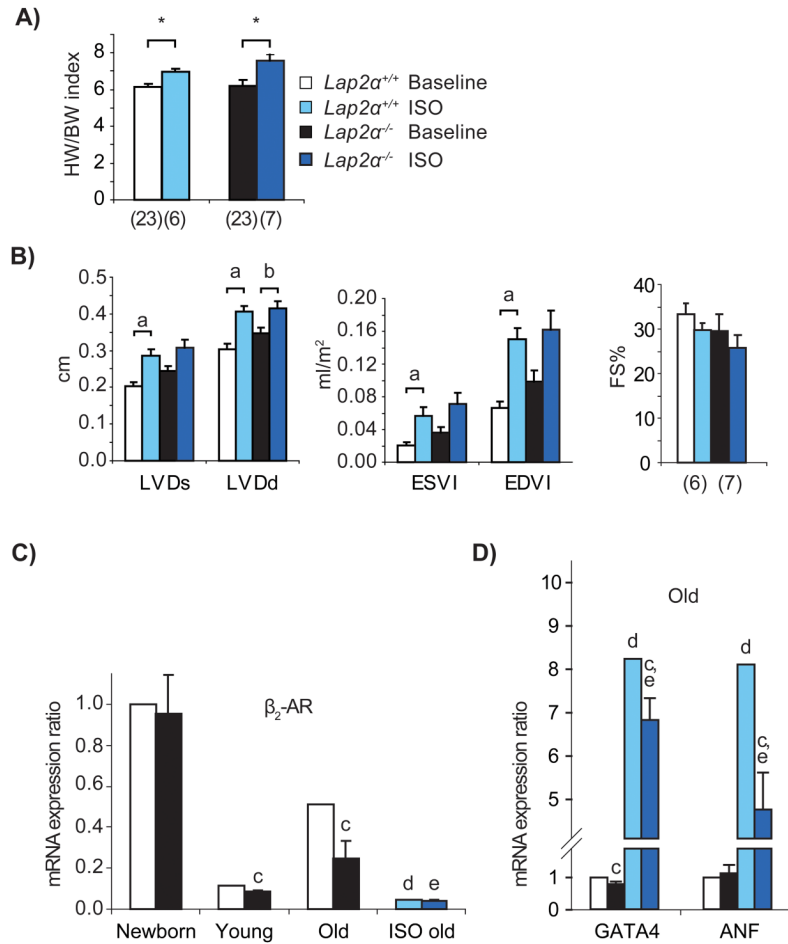 A)
* *
HW/BW index
8
6
4
2
0
(23)(6) (23)(7)
Lap2α+/+ Baseline
Lap2α+/+ ISO
Lap2α-/- Baseline
Lap2α-/- ISO
B)
cm
0.5
0.4
0.3
0.2
0.1
0.0
a
a b
LVDs LVDd
ml/m²
0.20
0.16
0.12
0.08
0.04
0.00
a
a
ESVI EDVI
FS%
40
30
20
10
0
(6) (7)
C)
mRNA expression ratio
1.0
0.8
0.6
0.4
0.2
0.0
β₂-AR
c
c
d e
Newborn Young Old ISO old
D)
mRNA expression ratio
10
9
8
7
6
5
1
0
Old
d
c,
e
c
d
c,
e
GATA4 ANF